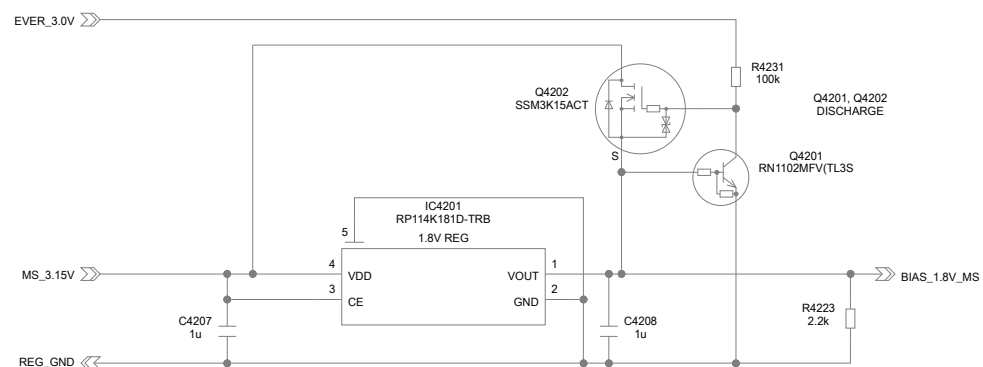 EVER_3.0V
R4231
100k
Q4202
SSM3K15ACT
Q4201, Q4202
DISCHARGE
S
Q4201
RN1102MFV(TL3S
IC4201
RP114K181D-TRB
5
1.8V REG
MS_3.15V
4
VDD
VOUT
1
BIAS_1.8V_MS
3
CE
GND
2
C4207
1u
C4208
1u
R4223
2.2k
REG_GND